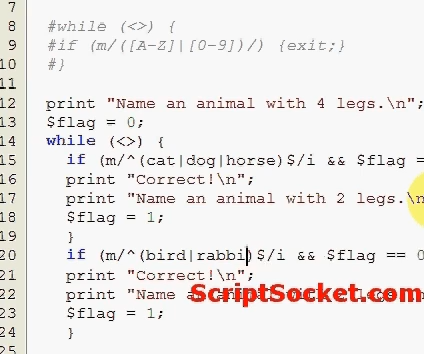 7
8 #while (<>) {
9 #if (m/([A-Z]|[0-9])/) {exit;}
10 #}
11
12 print "Name an animal with 4 legs.\n";
13 $flag = 0;
14 while (<>) {
15 if (m/^(cat|dog|horse)$/i && $flag =
16 print "Correct!\n";
17 print "Name an animal with 2 legs.\n
18 $flag = 1;
19 }
20 if (m/^(bird|rabbi)$/i && $flag == 0
21 print "Correct!\n";
22 print "Name
23 $flag = 1;
24 }
25
ScriptSocket.com